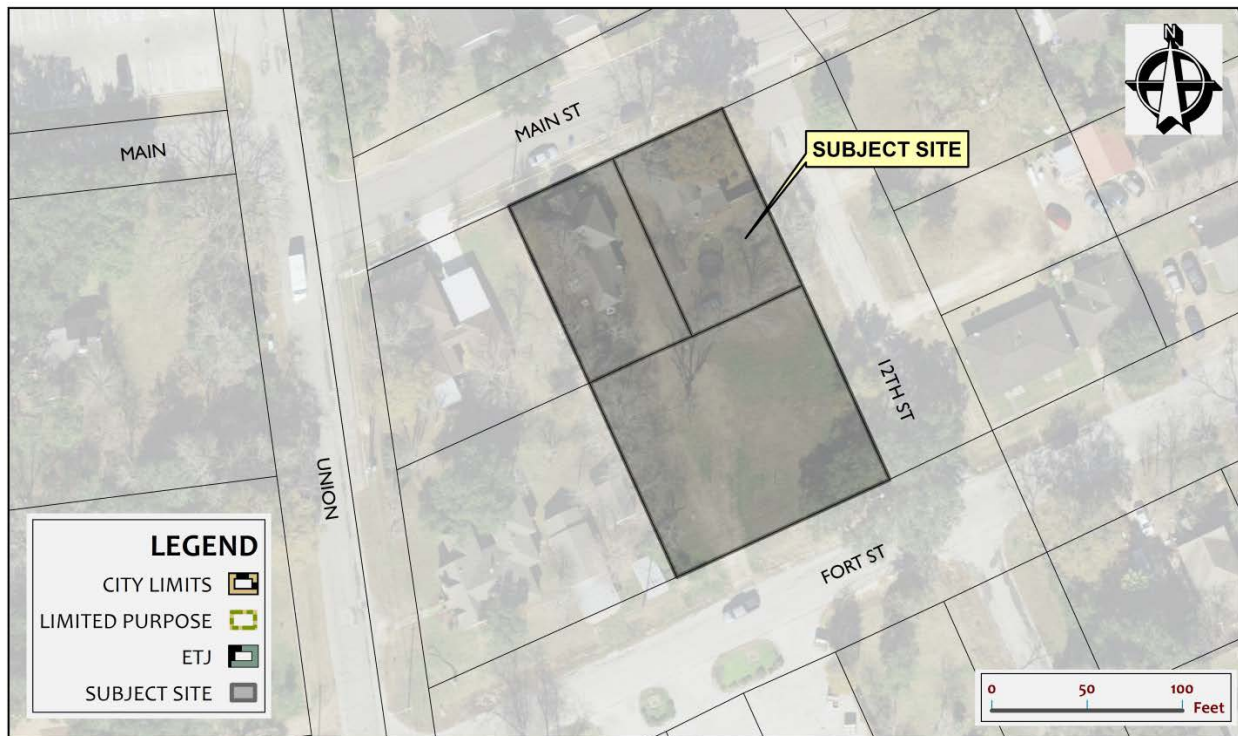 N
MAIN ST
MAIN
SUBJECT SITE
12TH ST
UNION
FORT ST
LEGEND
CITY LIMITS
LIMITED PURPOSE
ETJ
SUBJECT SITE
0 50 100
Feet